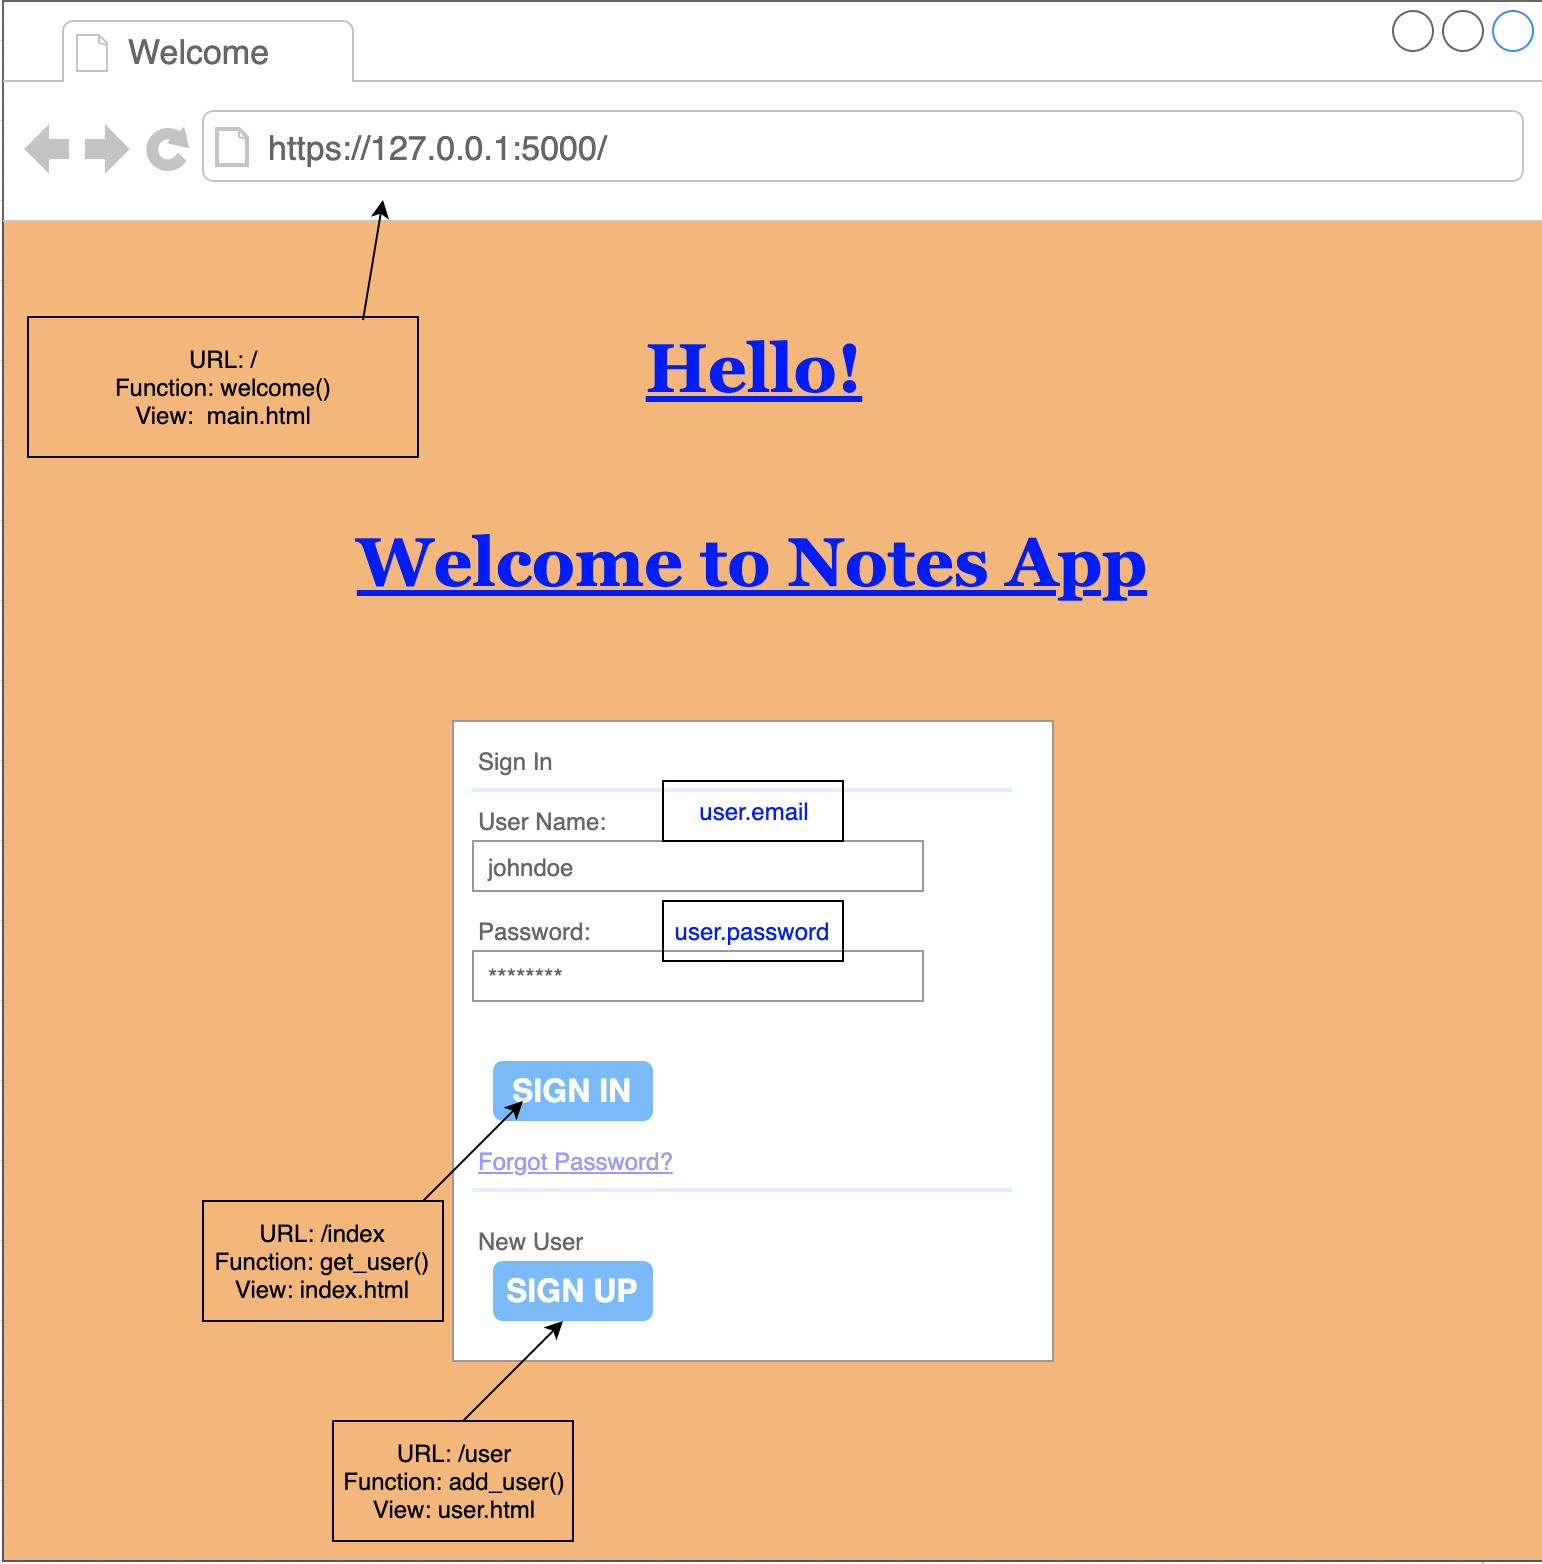 Welcome
https://127.0.0.1:5000/
URL: /
Function: welcome()
View:  main.html
Hello!
Welcome to Notes App
Sign In
user.email
User Name:
johndoe
Password:
user.password
********
SIGN IN
Forgot Password?
URL: /index
Function: get_user()
View: index.html
New User
SIGN UP
URL: /user
Function: add_user()
View: user.html